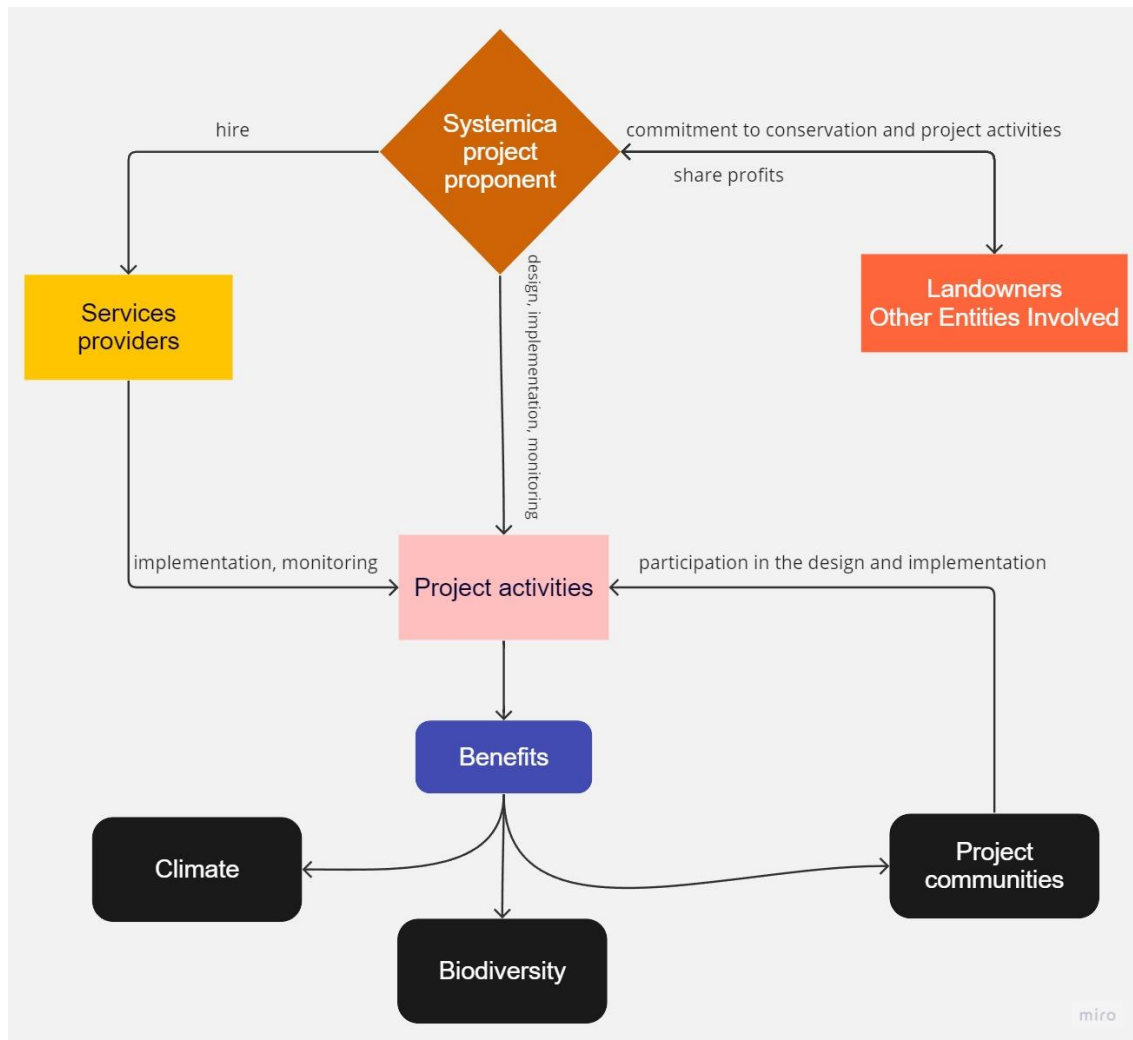 Systemica
project
proponent
hire
commitment to conservation and project activities
share profits
design, implementation, monitoring
Services
providers
Landowners
Other Entities Involved
implementation, monitoring
Project activities
participation in the design and implementation
Benefits
Climate
Project
communities
Biodiversity
miro